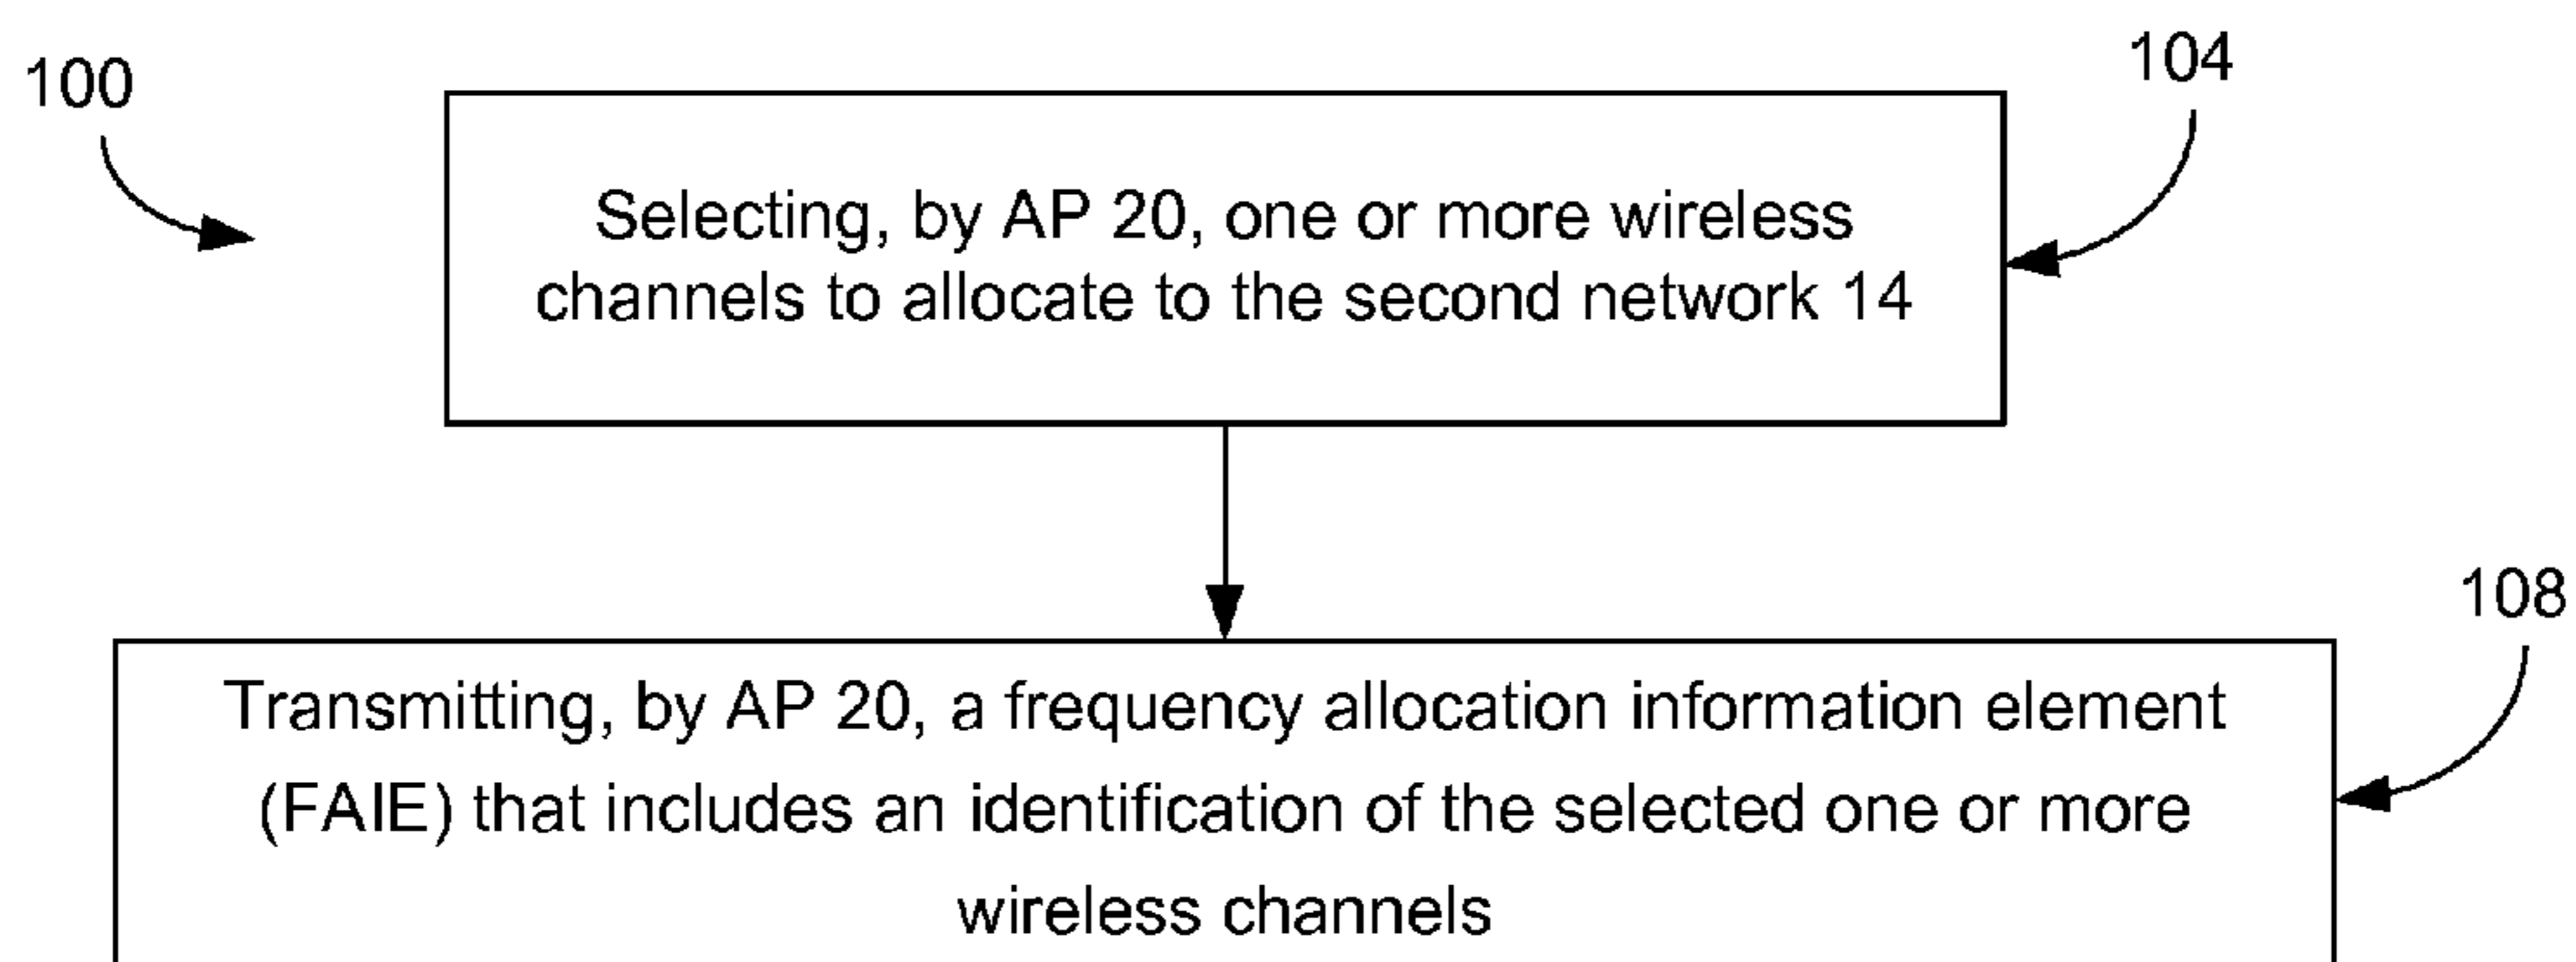 100
104
Selecting, by AP 20, one or more wireless
channels to allocate to the second network 14
108
Transmitting, by AP 20, a frequency allocation information element
(FAIE) that includes an identification of the selected one or more
wireless channels